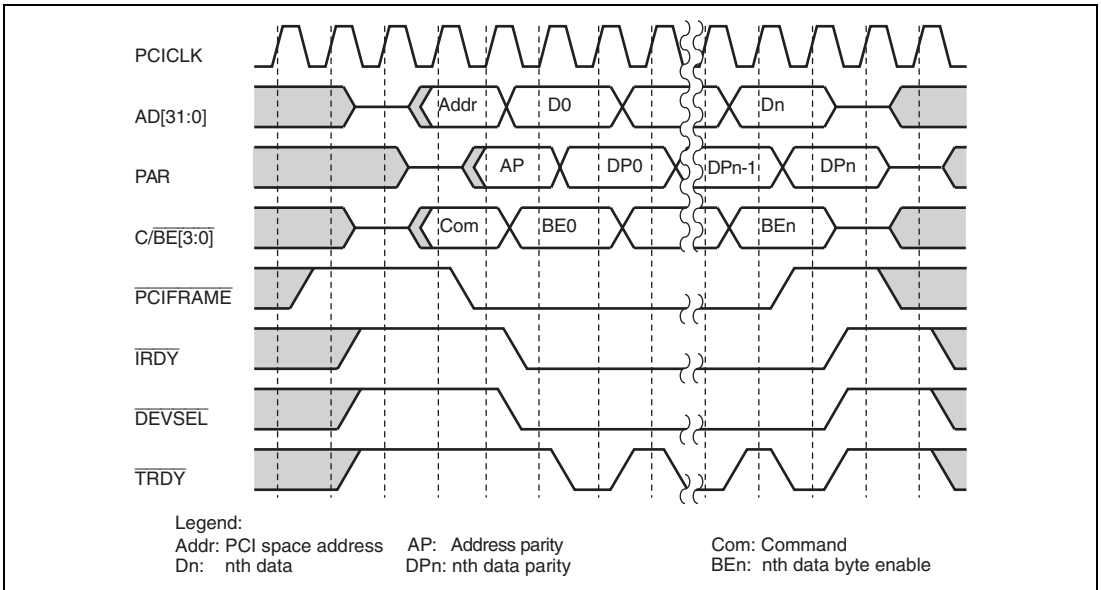 PCICLK
AD[31:0] Addr D0 Dn
PAR AP DP0 DPn-1 DPn
C/BE[3:0] Com BE0 BEn
PCIFRAME
IRDY
DEVSEL
TRDY
Legend:
Addr: PCI space address AP: Address parity Com: Command
Dn: nth data DPn: nth data parity BEn: nth data byte enable